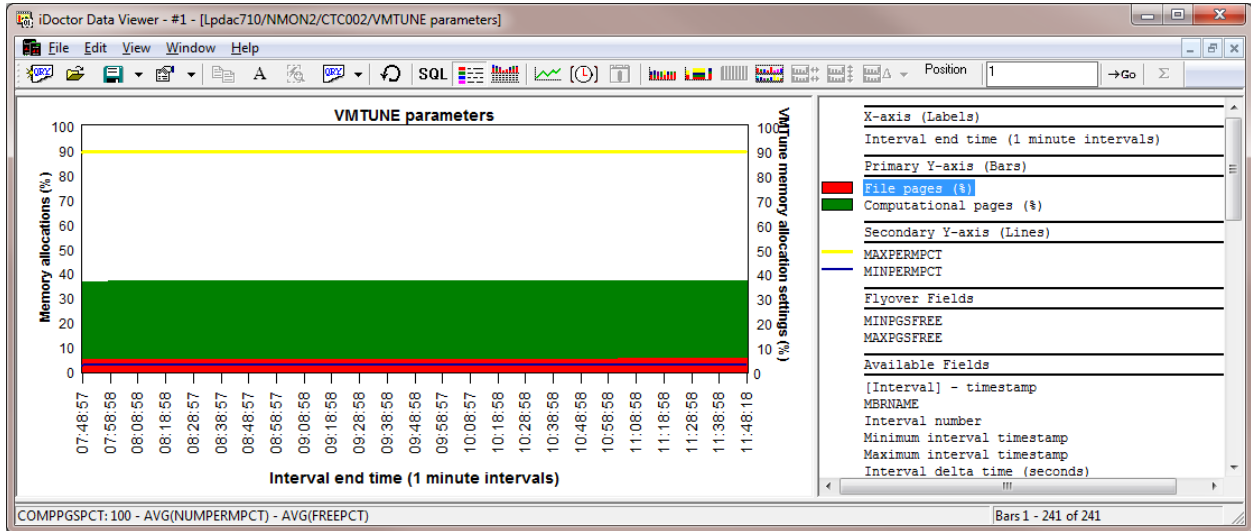 iDoctor Data Viewer - #1 - [Lpdac710/NMON2/CTC002/VMTUNE parameters]
File Edit View Window Help
QRY A QRY SQL Position 1 →Go Σ
VMTUNE parameters
Memory allocations (%)
100
90
80
70
60
50
40
30
20
10
0
VMTune memory allocation settings (%)
100
90
80
70
60
50
40
30
20
10
0
07:48:57
07:58:58
08:08:58
08:18:58
08:28:57
08:38:57
08:48:57
08:58:57
09:08:58
09:18:58
09:28:58
09:38:58
09:48:58
09:58:57
10:08:57
10:18:57
10:28:58
10:38:58
10:48:58
10:58:58
11:08:58
11:18:58
11:28:58
11:38:58
11:48:18
Interval end time (1 minute intervals)
X-axis (Labels)
Interval end time (1 minute intervals)
Primary Y-axis (Bars)
File pages (%)
Computational pages (%)
Secondary Y-axis (Lines)
MAXPERMPCT
MINPERMPCT
Flyover Fields
MINPGSFREE
MAXPGSFREE
Available Fields
[Interval] - timestamp
MBRNAME
Interval number
Minimum interval timestamp
Maximum interval timestamp
Interval delta time (seconds)
COMPPGSPCT: 100 - AVG(NUMPERMPCT) - AVG(FREEPCT)
Bars 1 - 241 of 241